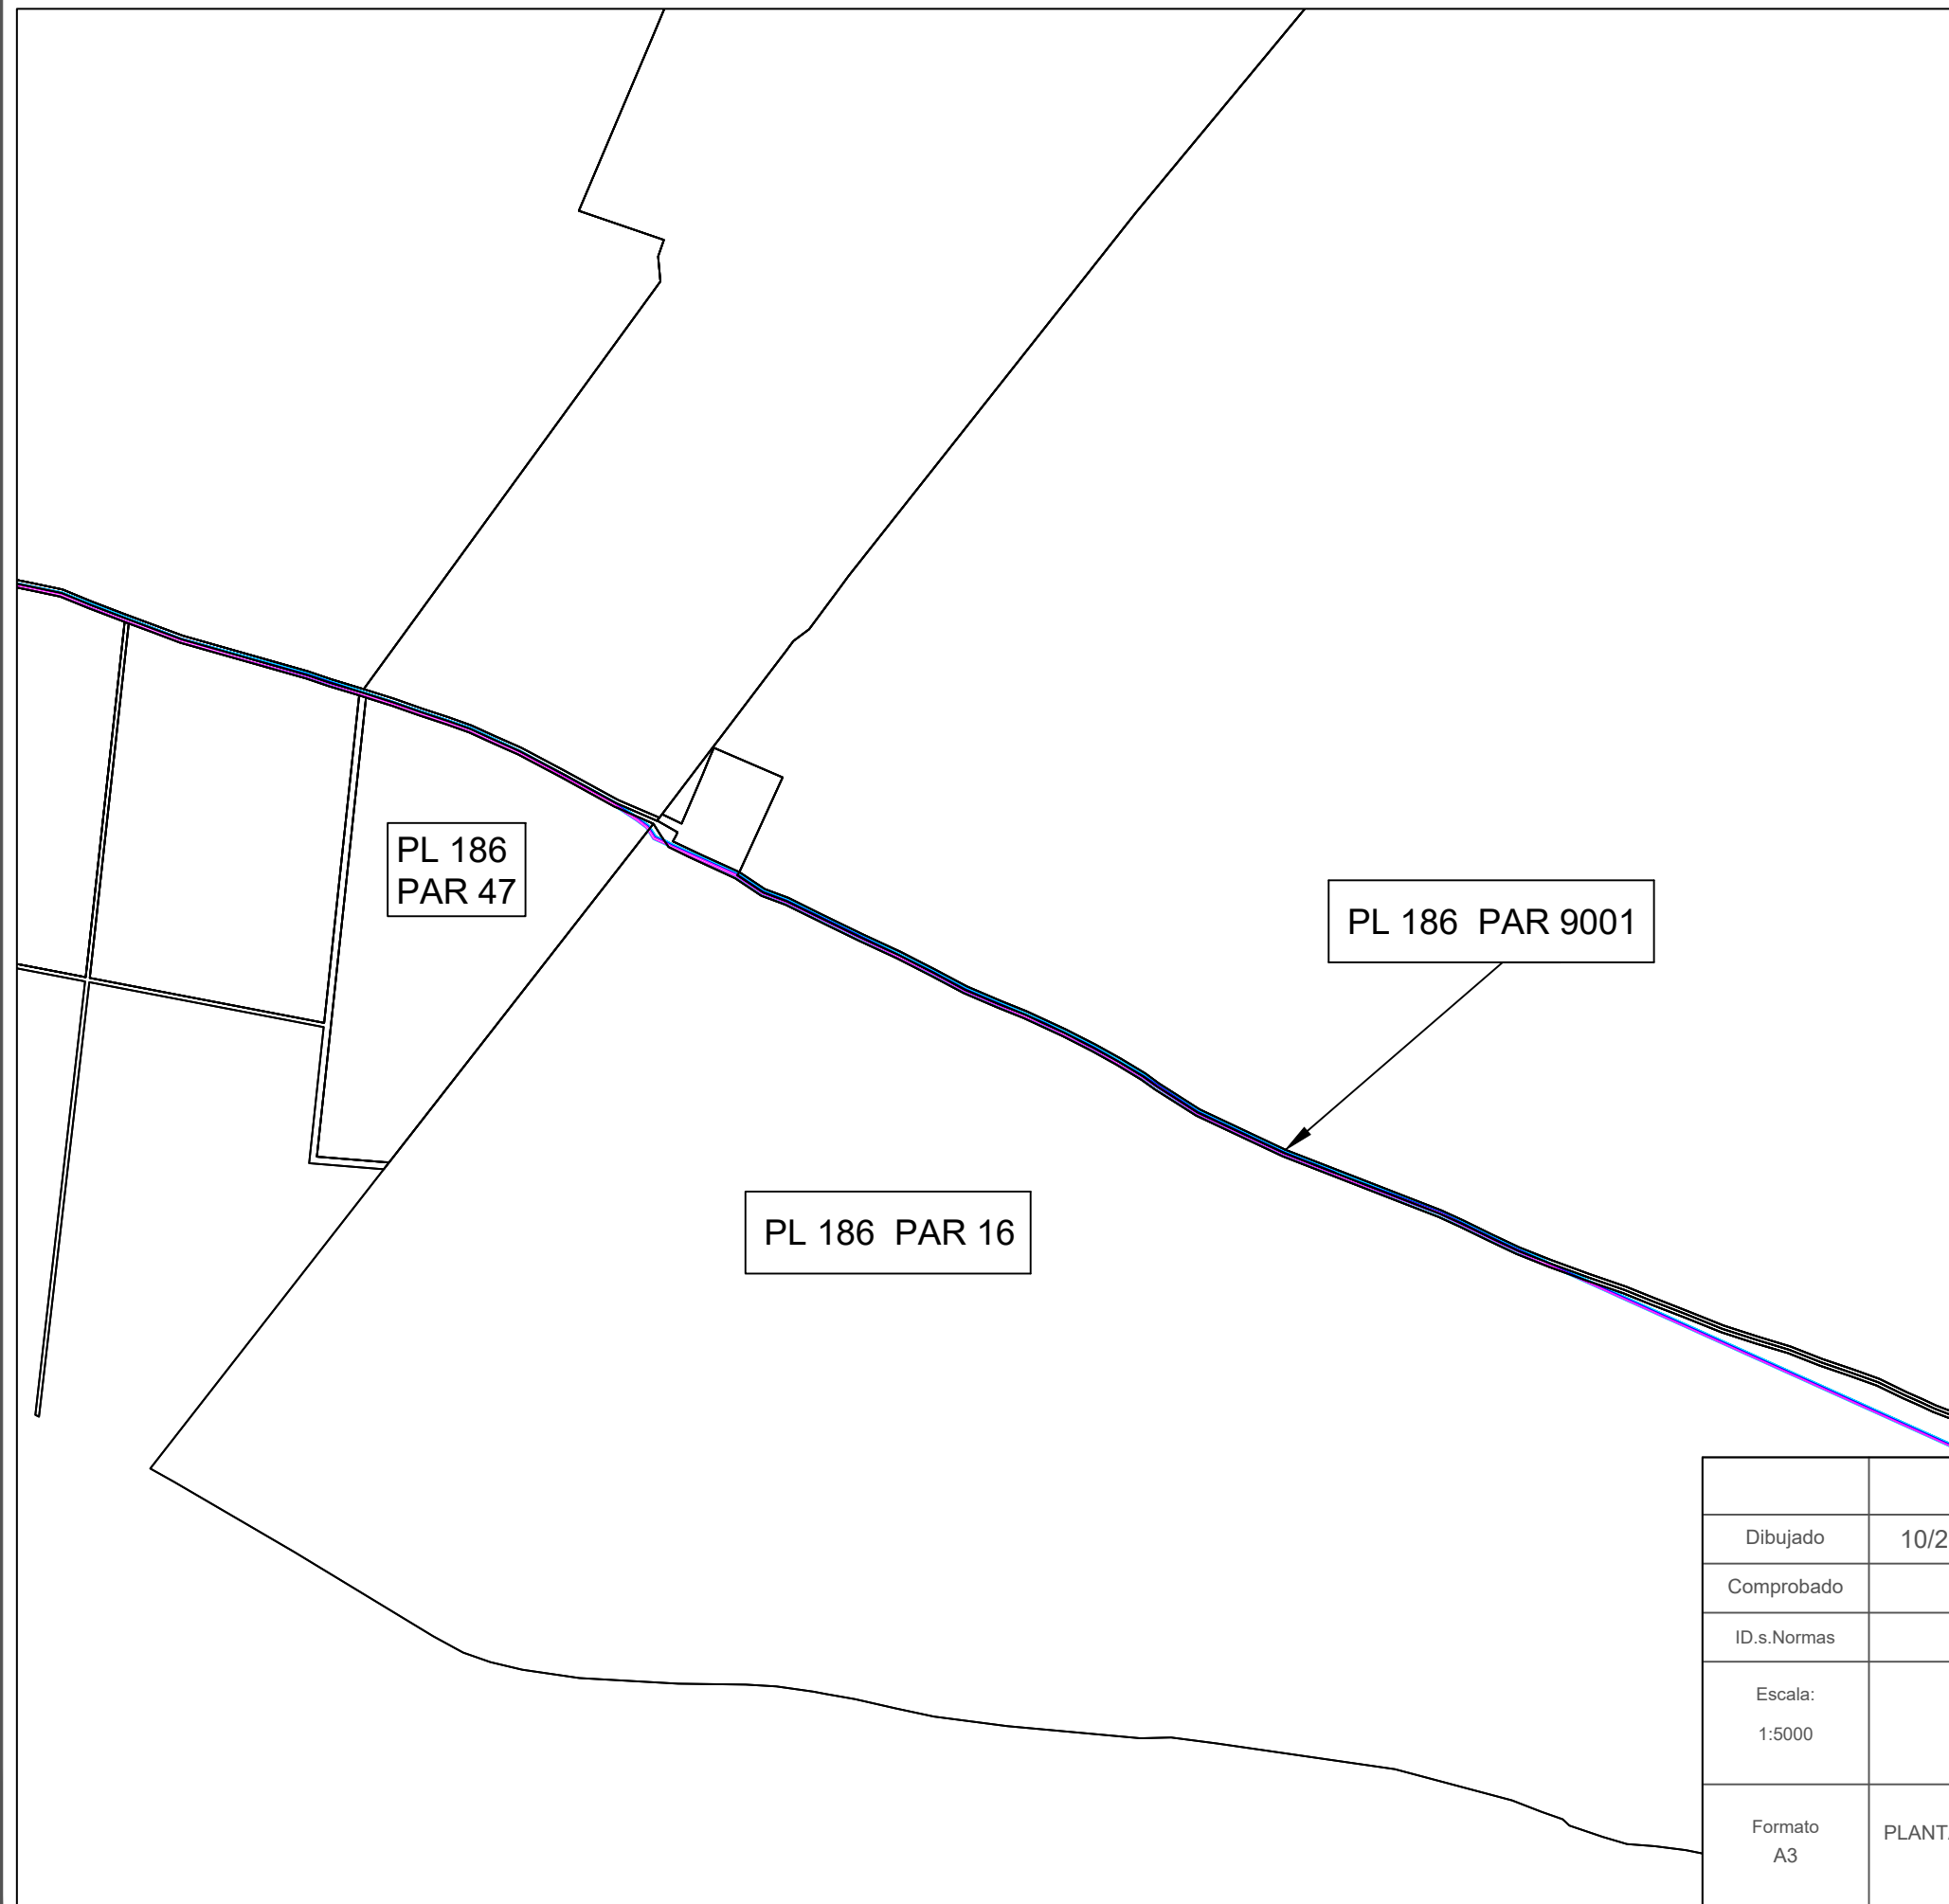 PL 186
PAR 47
PL 186 PAR 9001
PL 186 PAR 16
Dibujado 10/2
Comprobado
ID.s.Normas
Escala:
1:5000
Formato
A3
PLANT